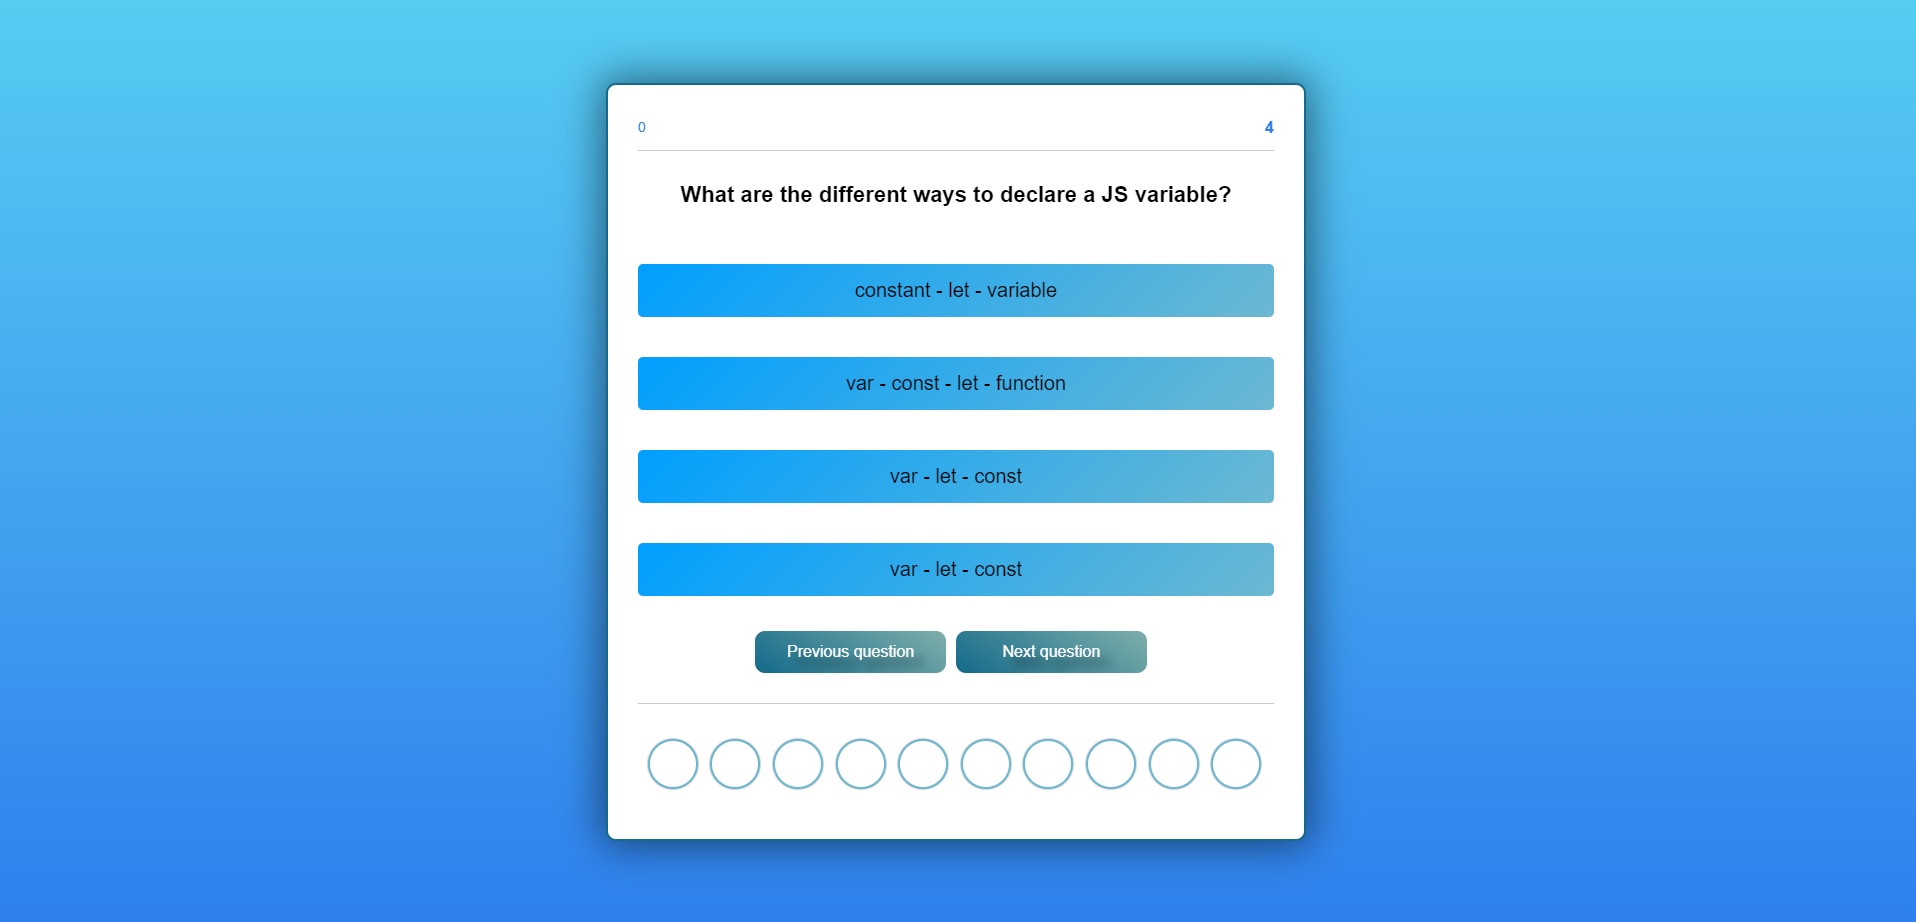 0
4
What are the different ways to declare a JS variable?
constant - let - variable
var - const - let - function
var - let - const
var - let - const
Previous question
Next question